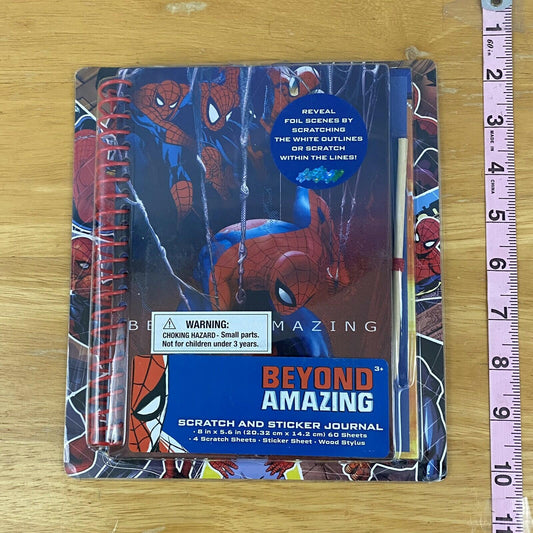 REVEAL
FOIL SCENES BY
SCRATCHING
THE WHITE OUTLINES
OR SCRATCH
WITHIN THE LINES!
BE AMAZING
WARNING:
CHOKING HAZARD - Small parts.
Not for children under 3 years.
3+
BEYOND
AMAZING
SCRATCH AND STICKER JOURNAL
• 8 in x 5.6 in (20.32 cm x 14.2 cm) 60 Sheets
• 4 Scratch Sheets • Sticker Sheet • Wood Stylus
60 in
1
2
3
4
CHINA
5
6
7
8
9
10
11